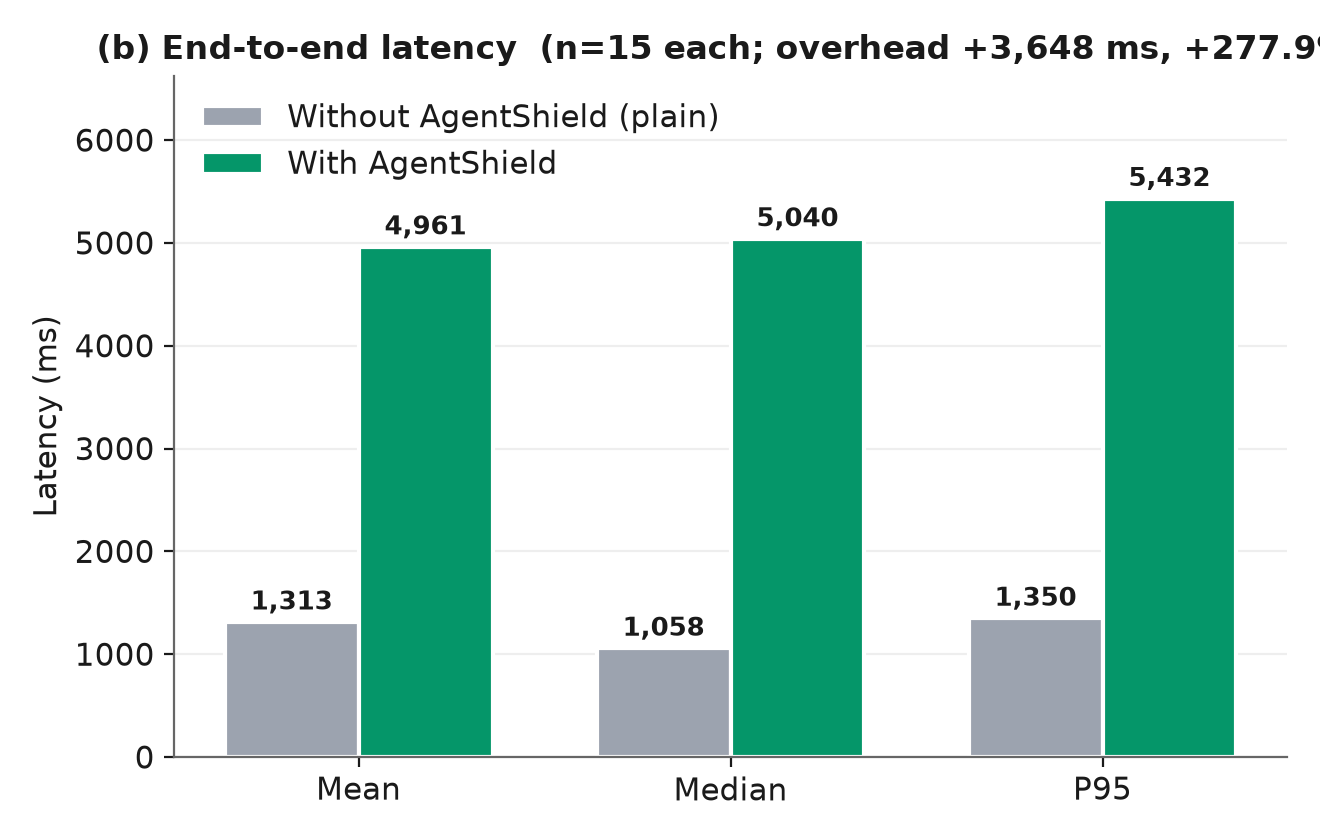 (b) End-to-end latency (n=15 each; overhead +3,648 ms, +277.9
Without AgentShield (plain)
With AgentShield
Latency (ms)
6000
5000
4000
3000
2000
1000
0
1,313
4,961
1,058
5,040
1,350
5,432
Mean
Median
P95